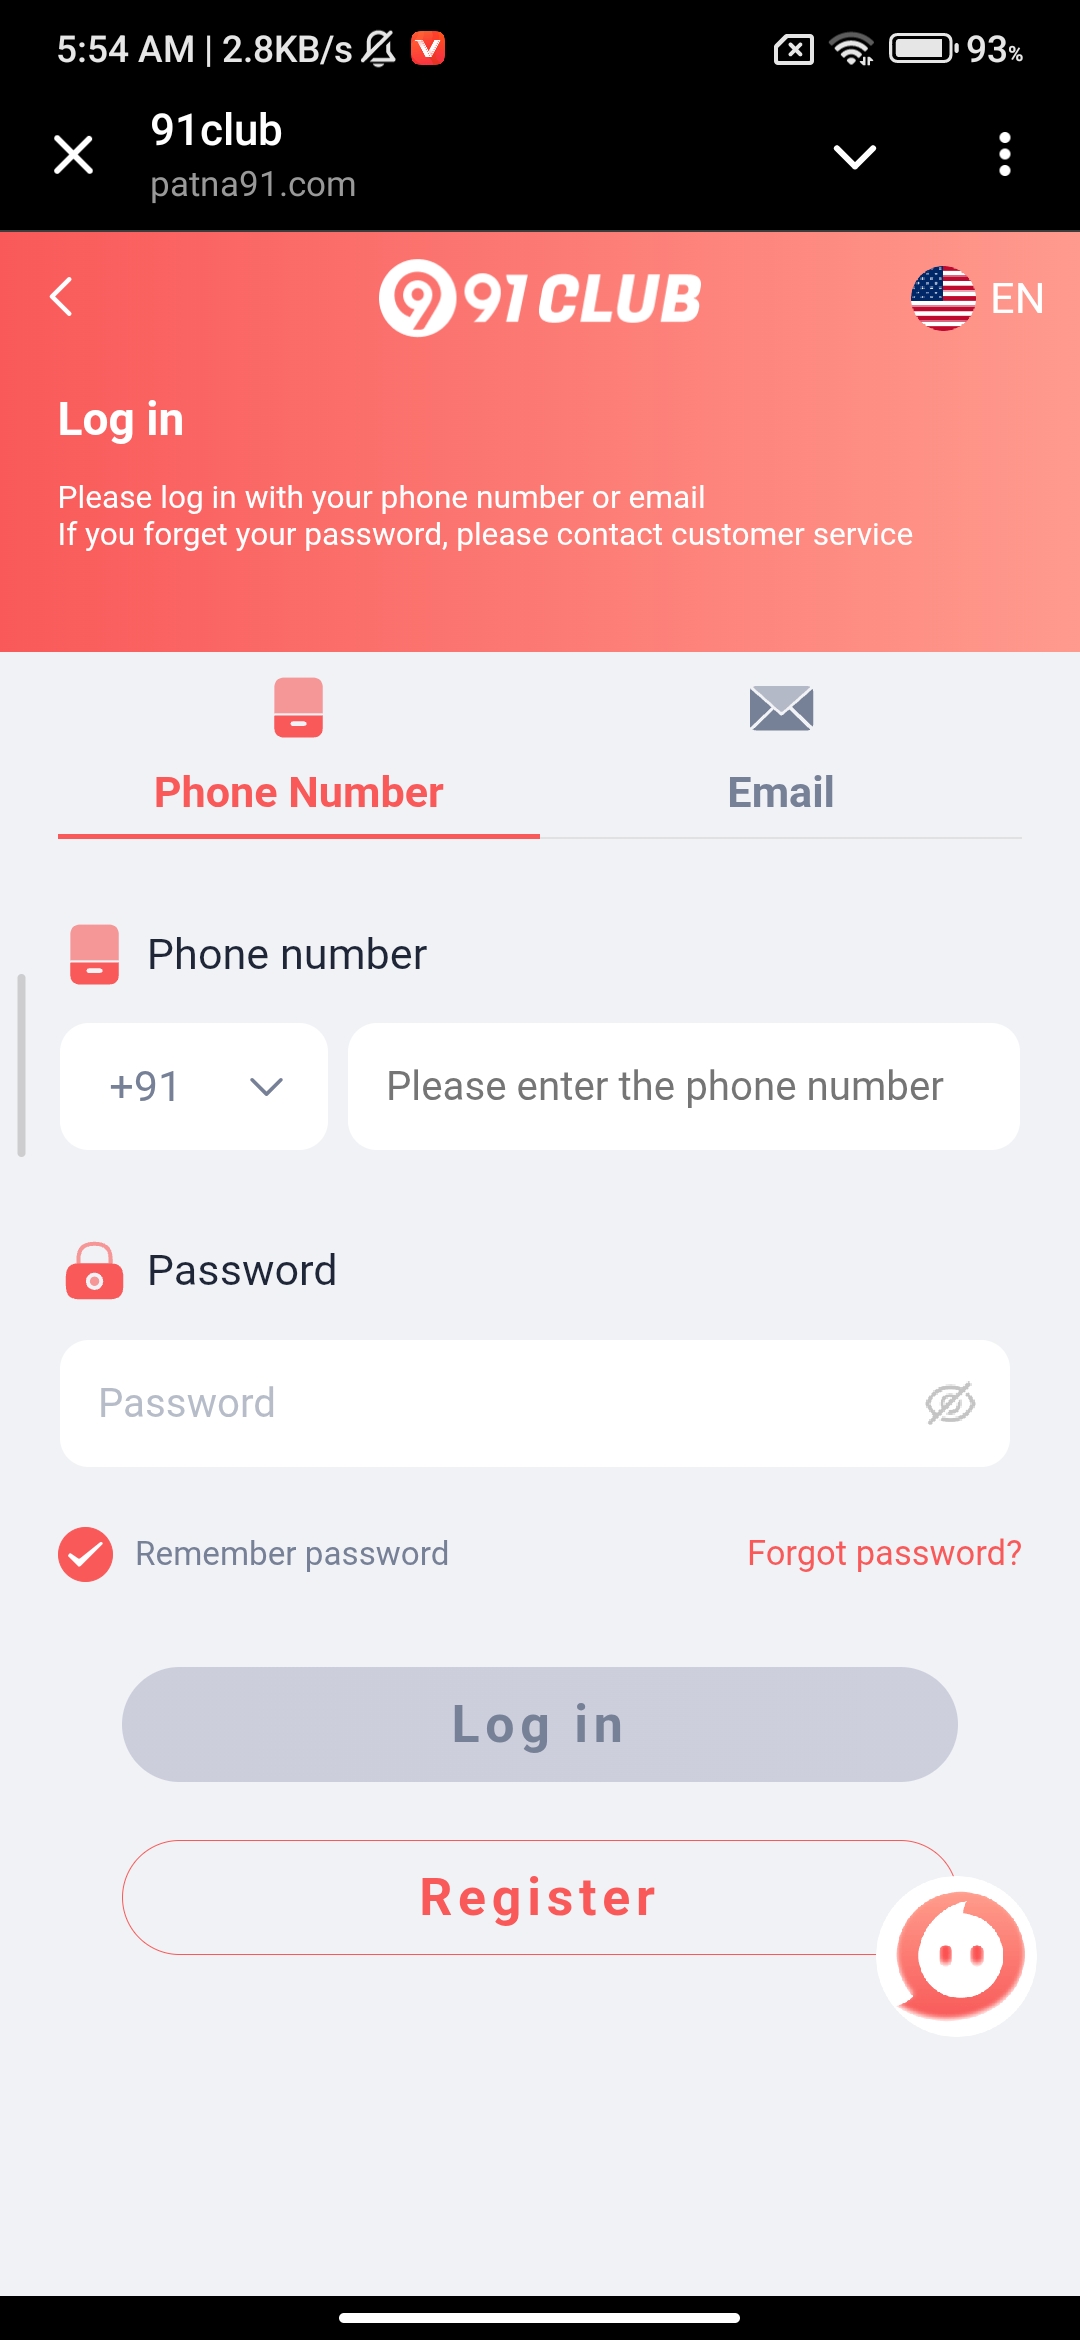 5:54 AM | 2.8KB/s
93%
91club
patna91.com
91 CLUB
EN
Log in
Please log in with your phone number or email
If you forget your password, please contact customer service
Phone Number
Email
Phone number
+91
Please enter the phone number
Password
Password
Remember password
Forgot password?
Log in
Register